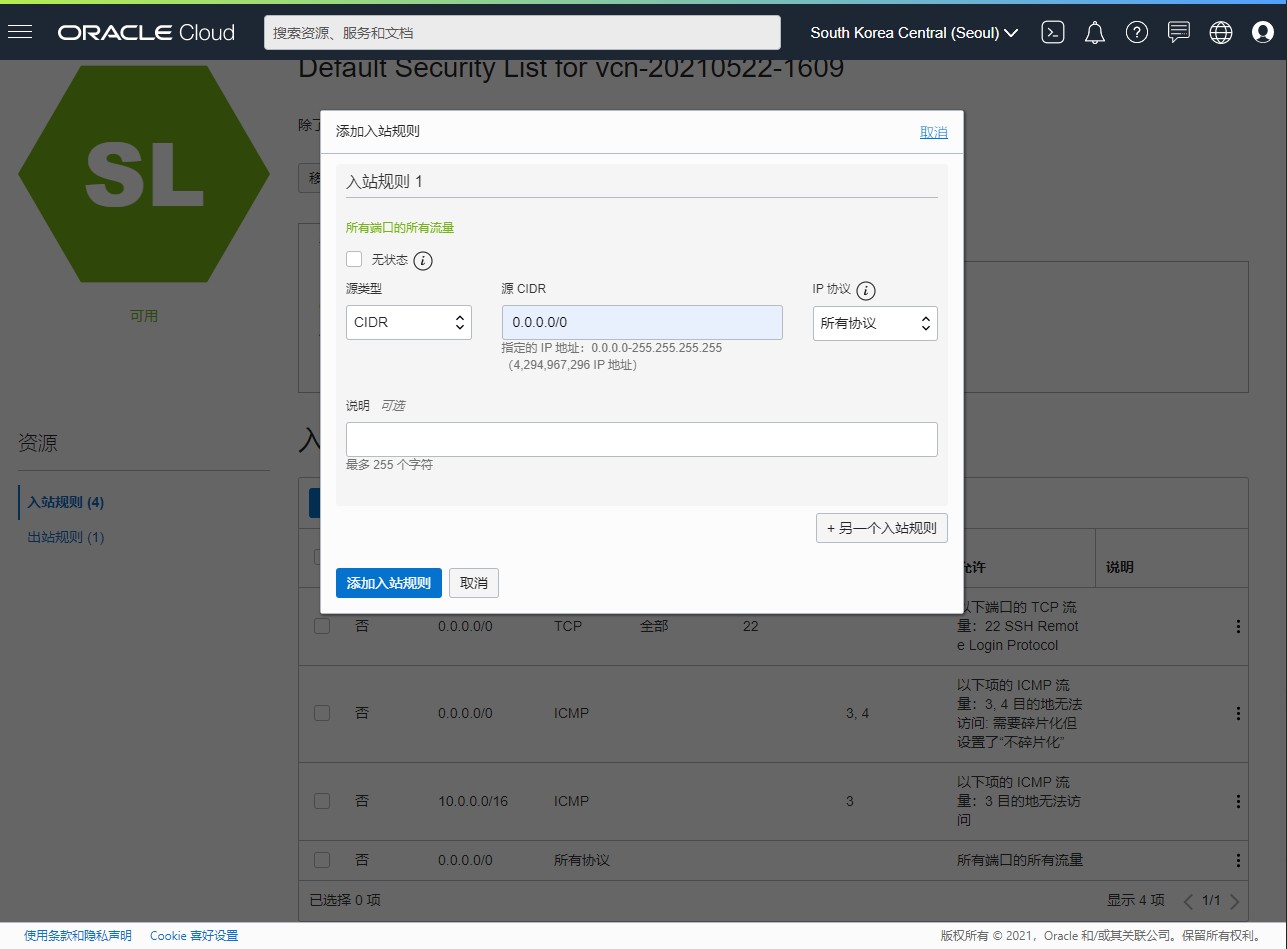 ORACLE Cloud
搜索资源、服务和文档
South Korea Central (Seoul)
Default Security List for vcn-20210522-1609
SL
可用
除了
移
添加入站规则
取消
入站规则 1
所有端口的所有流量
无状态
源类型
源 CIDR
IP 协议
CIDR
0.0.0.0/0
所有协议
指定的 IP 地址：0.0.0.0-255.255.255.255
（4,294,967,296 IP 地址）
说明 可选
最多 255 个字符
+ 另一个入站规则
添加入站规则
取消
资源
入站规则 (4)
出站规则 (1)
入
允许
说明
否 0.0.0.0/0 TCP 全部 22
以下端口的 TCP 流
量：22 SSH Remot
e Login Protocol
否 0.0.0.0/0 ICMP 3, 4
以下项的 ICMP 流
量：3, 4 目的地无法
访问: 需要碎片化但
设置了“不碎片化”
否 10.0.0.0/16 ICMP 3
以下项的 ICMP 流
量：3 目的地无法访
问
否 0.0.0.0/0 所有协议 所有端口的所有流量
已选择 0 项
显示 4 项
1/1
使用条款和隐私声明
Cookie 喜好设置
版权所有 © 2021，Oracle 和/或其关联公司。保留所有权利。